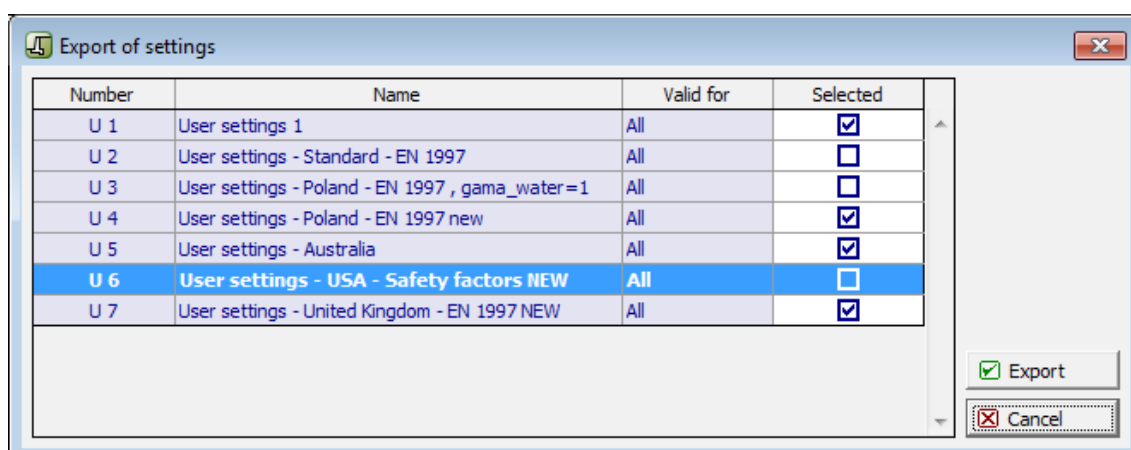 Export of settings
Number Name Valid for Selected
U 1 User settings 1 All
U 2 User settings - Standard - EN 1997 All
U 3 User settings - Poland - EN 1997 , gama_water=1 All
U 4 User settings - Poland - EN 1997 new All
U 5 User settings - Australia All
U 6 User settings - USA - Safety factors NEW All
U 7 User settings - United Kingdom - EN 1997 NEW All
Export
Cancel